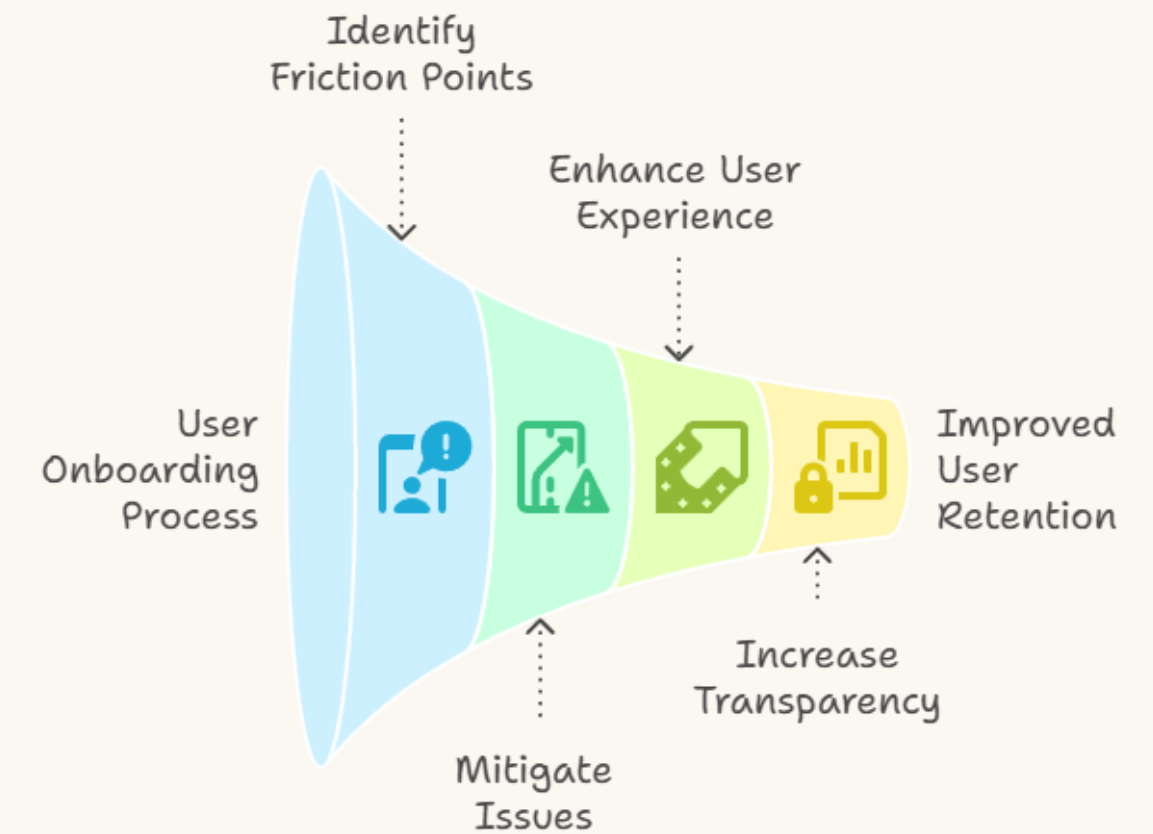 Identify
Friction Points
Enhance User
Experience
User
Onboarding
Process
Improved
User
Retention
Increase
Transparency
Mitigate
Issues